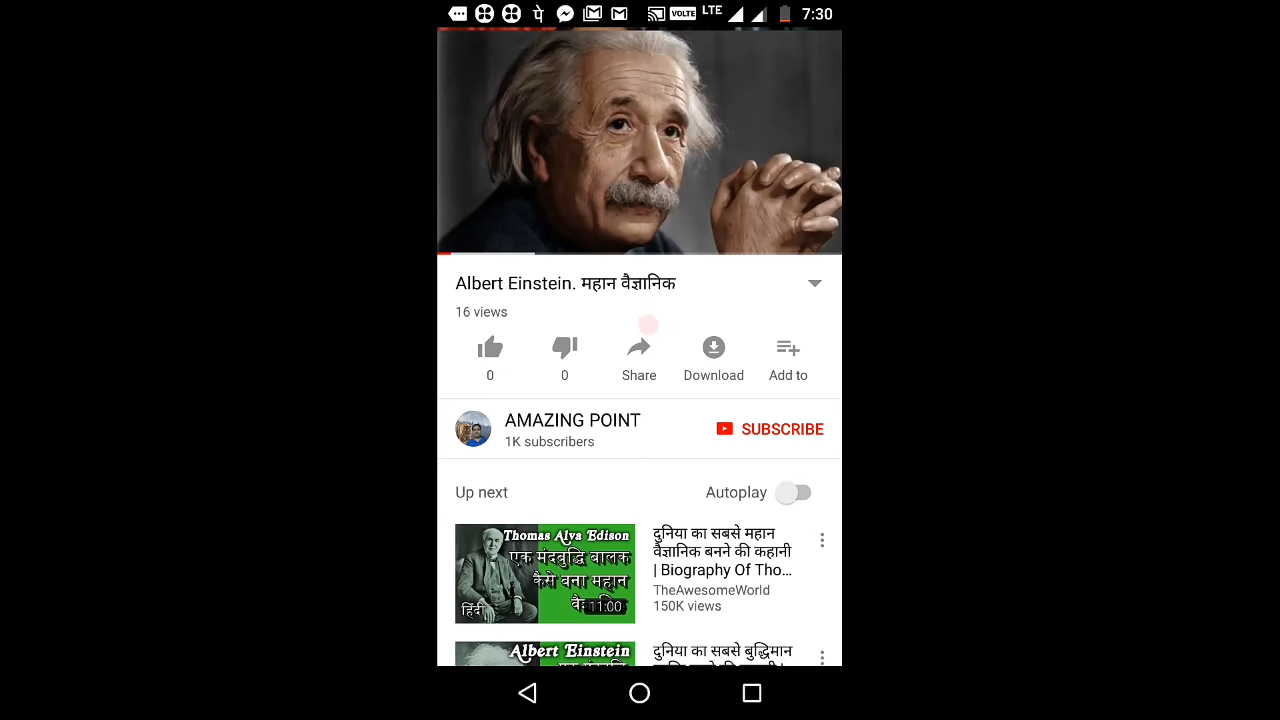 VOLTE LTE 7:30
Albert Einstein. महान वैज्ञानिक
16 views
0 0 Share Download Add to
AMAZING POINT
1K subscribers
SUBSCRIBE
Up next Autoplay
Thomas Alva Edison
एक मंदबुद्धि बालक
कैसे बना महान
हिंदी
11:00
दुनिया का सबसे महान
वैज्ञानिक बनने की कहानी
| Biography Of Tho...
TheAwesomeWorld
150K views
Albert Einstein
दुनिया का सबसे बुद्धिमान